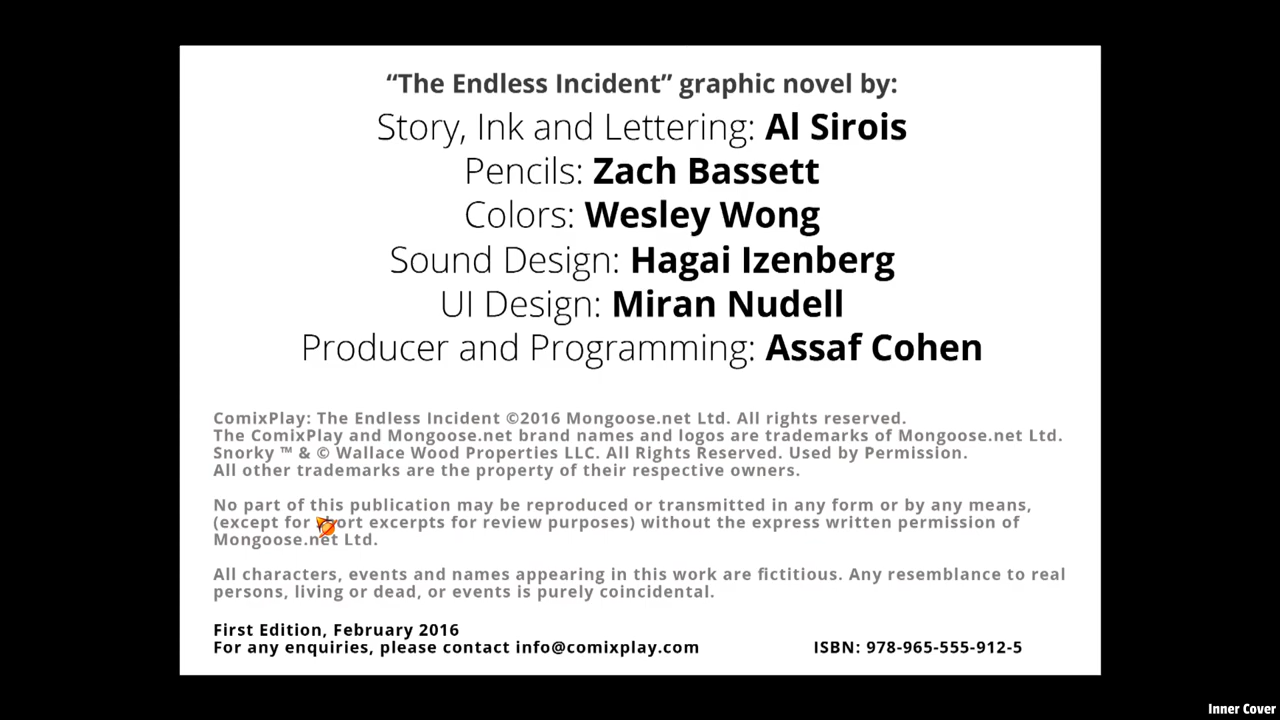 “The Endless Incident” graphic novel by:
Story, Ink and Lettering: Al Sirois
Pencils: Zach Bassett
Colors: Wesley Wong
Sound Design: Hagai Izenberg
UI Design: Miran Nudell
Producer and Programming: Assaf Cohen
ComixPlay: The Endless Incident ©2016 Mongoose.net Ltd. All rights reserved.
The ComixPlay and Mongoose.net brand names and logos are trademarks of Mongoose.net Ltd.
Snorky ™ & © Wallace Wood Properties LLC. All Rights Reserved. Used by Permission.
All other trademarks are the property of their respective owners.
No part of this publication may be reproduced or transmitted in any form or by any means,
(except for short excerpts for review purposes) without the express written permission of
Mongoose.net Ltd.
All characters, events and names appearing in this work are fictitious. Any resemblance to real
persons, living or dead, or events is purely coincidental.
First Edition, February 2016
For any enquiries, please contact info@comixplay.com
ISBN: 978-965-555-912-5
Inner Cover